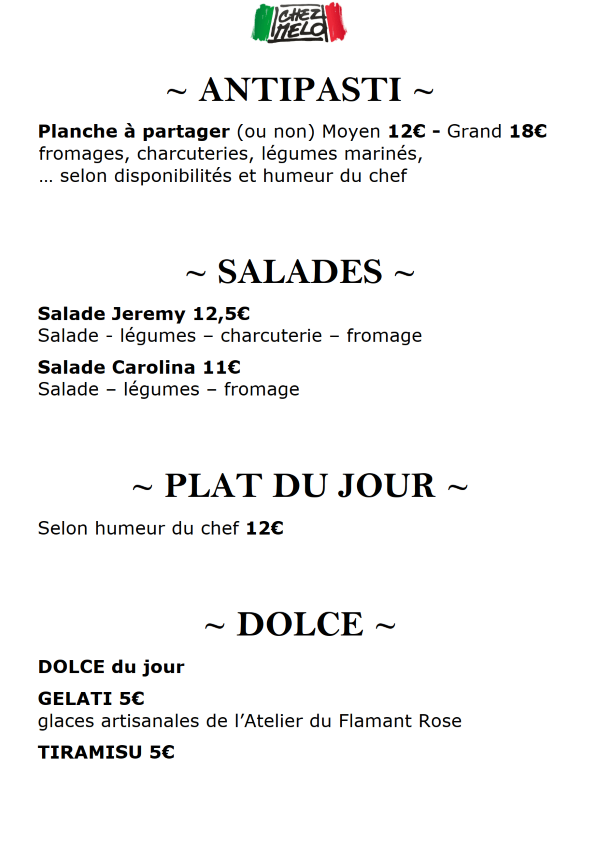 CHEZ
MELO
~ ANTIPASTI ~
Planche à partager (ou non) Moyen 12€ - Grand 18€
fromages, charcuteries, légumes marinés,
… selon disponibilités et humeur du chef
~ SALADES ~
Salade Jeremy 12,5€
Salade - légumes – charcuterie – fromage
Salade Carolina 11€
Salade – légumes – fromage
~ PLAT DU JOUR ~
Selon humeur du chef 12€
~ DOLCE ~
DOLCE du jour
GELATI 5€
glaces artisanales de l’Atelier du Flamant Rose
TIRAMISU 5€